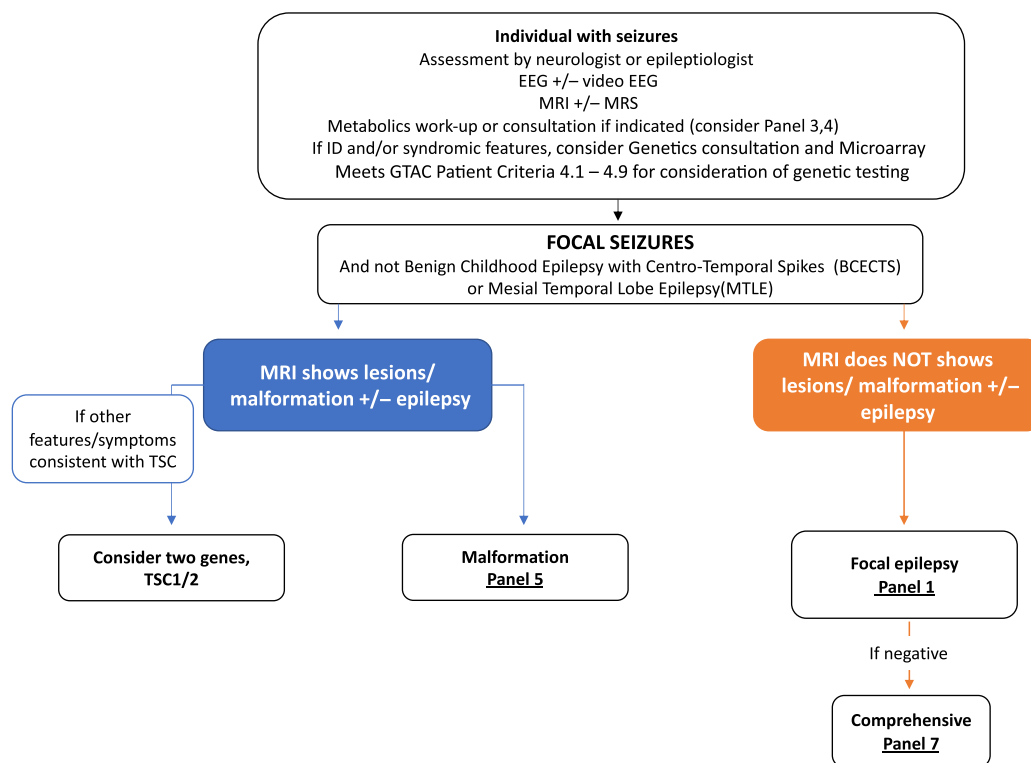 Individual with seizures
Assessment by neurologist or epileptiologist
EEG +/– video EEG
MRI +/– MRS
Metabolics work-up or consultation if indicated (consider Panel 3,4)
If ID and/or syndromic features, consider Genetics consultation and Microarray
Meets GTAC Patient Criteria 4.1 – 4.9 for consideration of genetic testing
FOCAL SEIZURES
And not Benign Childhood Epilepsy with Centro-Temporal Spikes (BCECTS)
or Mesial Temporal Lobe Epilepsy(MTLE)
MRI shows lesions/
malformation +/– epilepsy
MRI does NOT shows
lesions/ malformation +/–
epilepsy
If other
features/symptoms
consistent with TSC
Consider two genes,
TSC1/2
Malformation
Panel 5
Focal epilepsy
Panel 1
If negative
Comprehensive
Panel 7